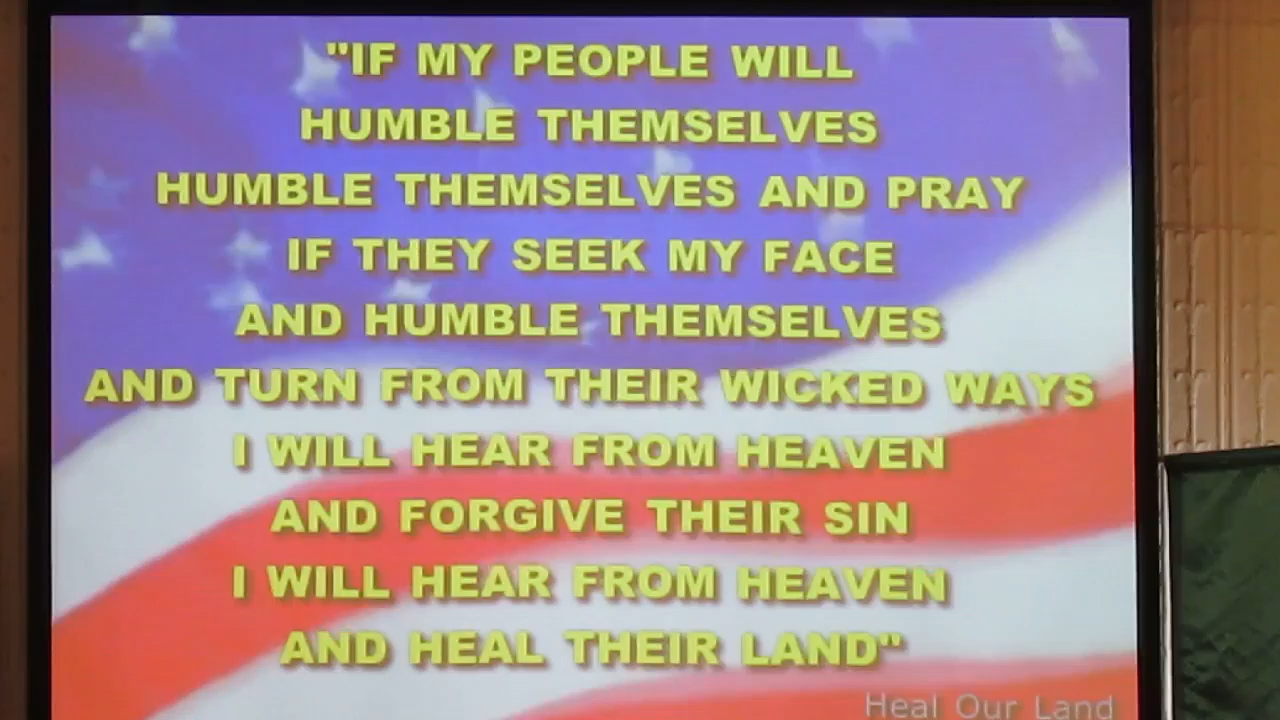 "IF MY PEOPLE WILL
HUMBLE THEMSELVES
HUMBLE THEMSELVES AND PRAY
IF THEY SEEK MY FACE
AND HUMBLE THEMSELVES
AND TURN FROM THEIR WICKED WAYS
I WILL HEAR FROM HEAVEN
AND FORGIVE THEIR SIN
I WILL HEAR FROM HEAVEN
AND HEAL THEIR LAND"
Heal Our Land